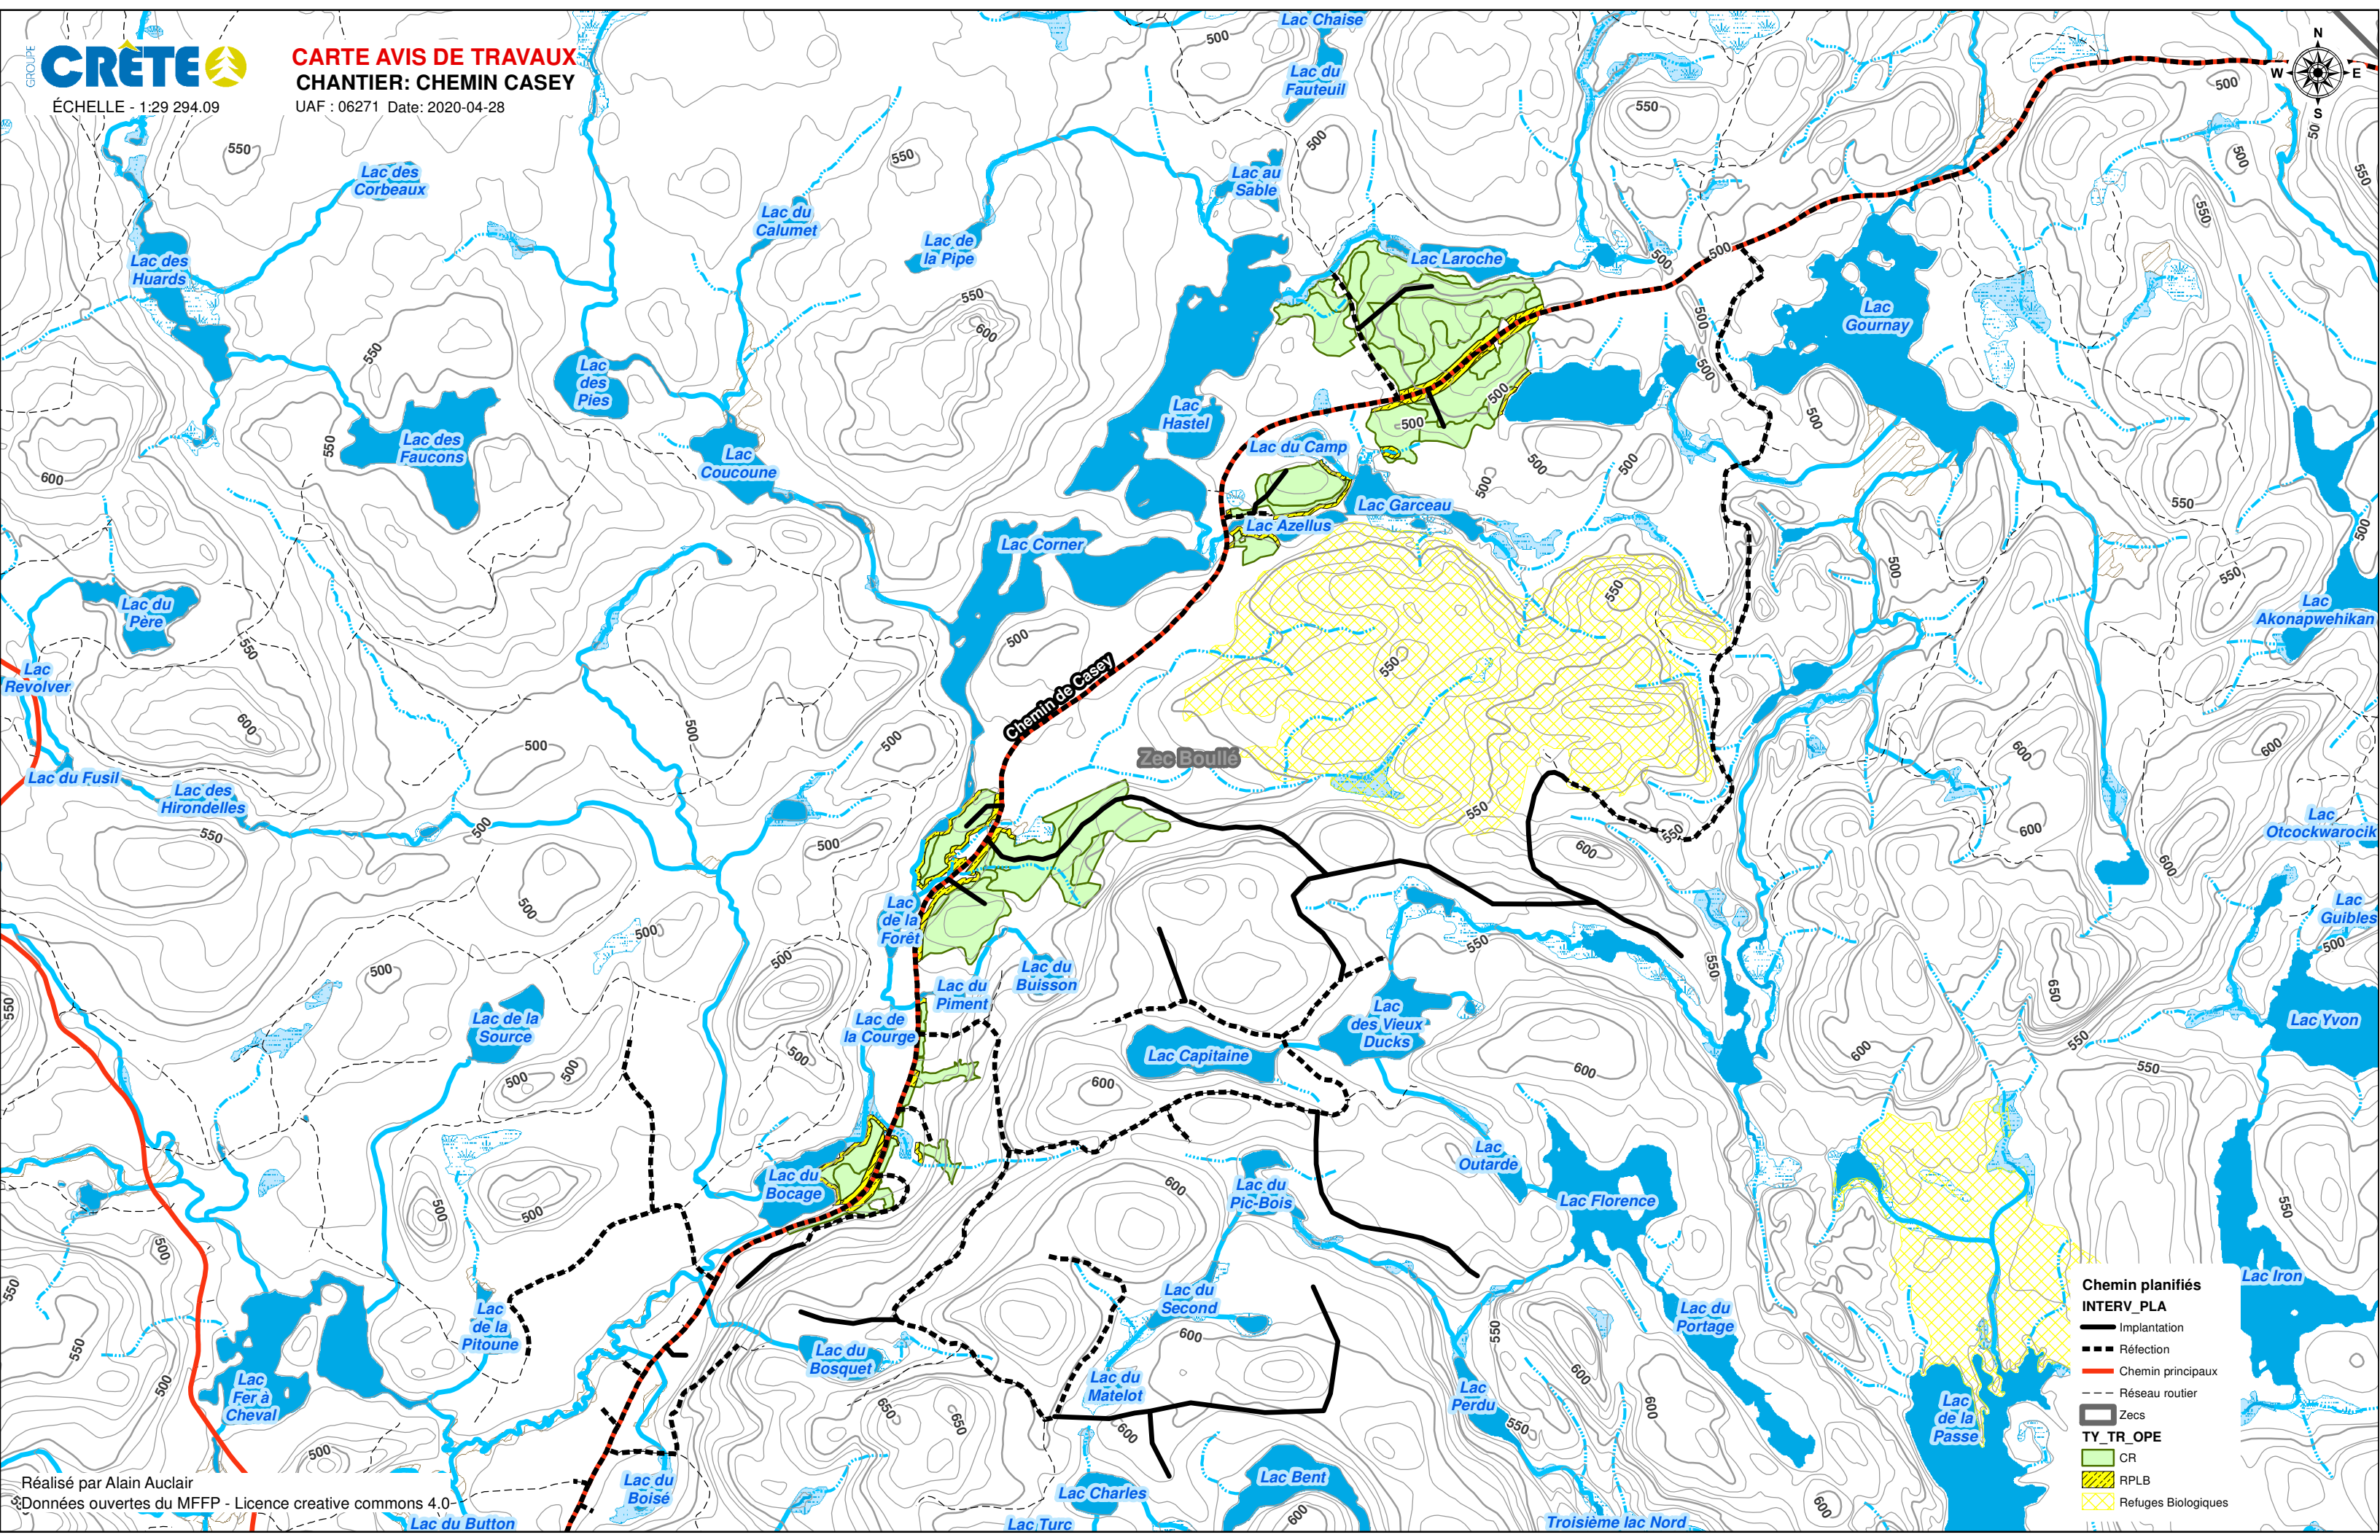 GROUPE
CRÊTE
ÉCHELLE - 1:29 294.09
CARTE AVIS DE TRAVAUX
CHANTIER: CHEMIN CASEY
UAF : 06271 Date: 2020-04-28
N
W
E
S
Lac Chaise
Lac du
Fauteuil
Lac des
Corbeaux
Lac au
Sable
Lac du
Calumet
Lac de
la Pipe
Lac des
Huards
Lac Laroche
Lac
Gournay
Lac
des
Pies
Lac
Hastel
Lac des
Faucons
Lac
Coucoune
Lac du Camp
Lac Garceau
Lac Azellus
Lac Corner
Lac du
Père
Lac
Akonapwehikan
Lac
Revolver
Chemin de Casey
Zec Boullé
Lac du Fusil
Lac des
Hirondelles
Lac
Otcockwarocik
Lac
Guibles
Lac
de la
Forêt
Lac du
Buisson
Lac du
Piment
Lac de
la Courge
Lac de la
Source
Lac
des Vieux
Ducks
Lac Capitaine
Lac Yvon
Lac
Outarde
Lac du
Bocage
Lac du
Pic-Bois
Lac Florence
Lac Iron
Lac du
Second
Lac du
Portage
Lac
de la
Pitoune
Lac du
Bosquet
Lac du
Matelot
Lac
Perdu
Lac
Fer à
Cheval
Lac
de la
Passe
Lac du
Boisé
Lac Bent
Lac Charles
Lac du Button
Lac Turc
Troisième lac Nord
500
550
600
650
Chemin planifiés
INTERV_PLA
Implantation
Réfection
Chemin principaux
Réseau routier
Zecs
TY_TR_OPE
CR
RPLB
Refuges Biologiques
Réalisé par Alain Auclair
Données ouvertes du MFFP - Licence creative commons 4.0